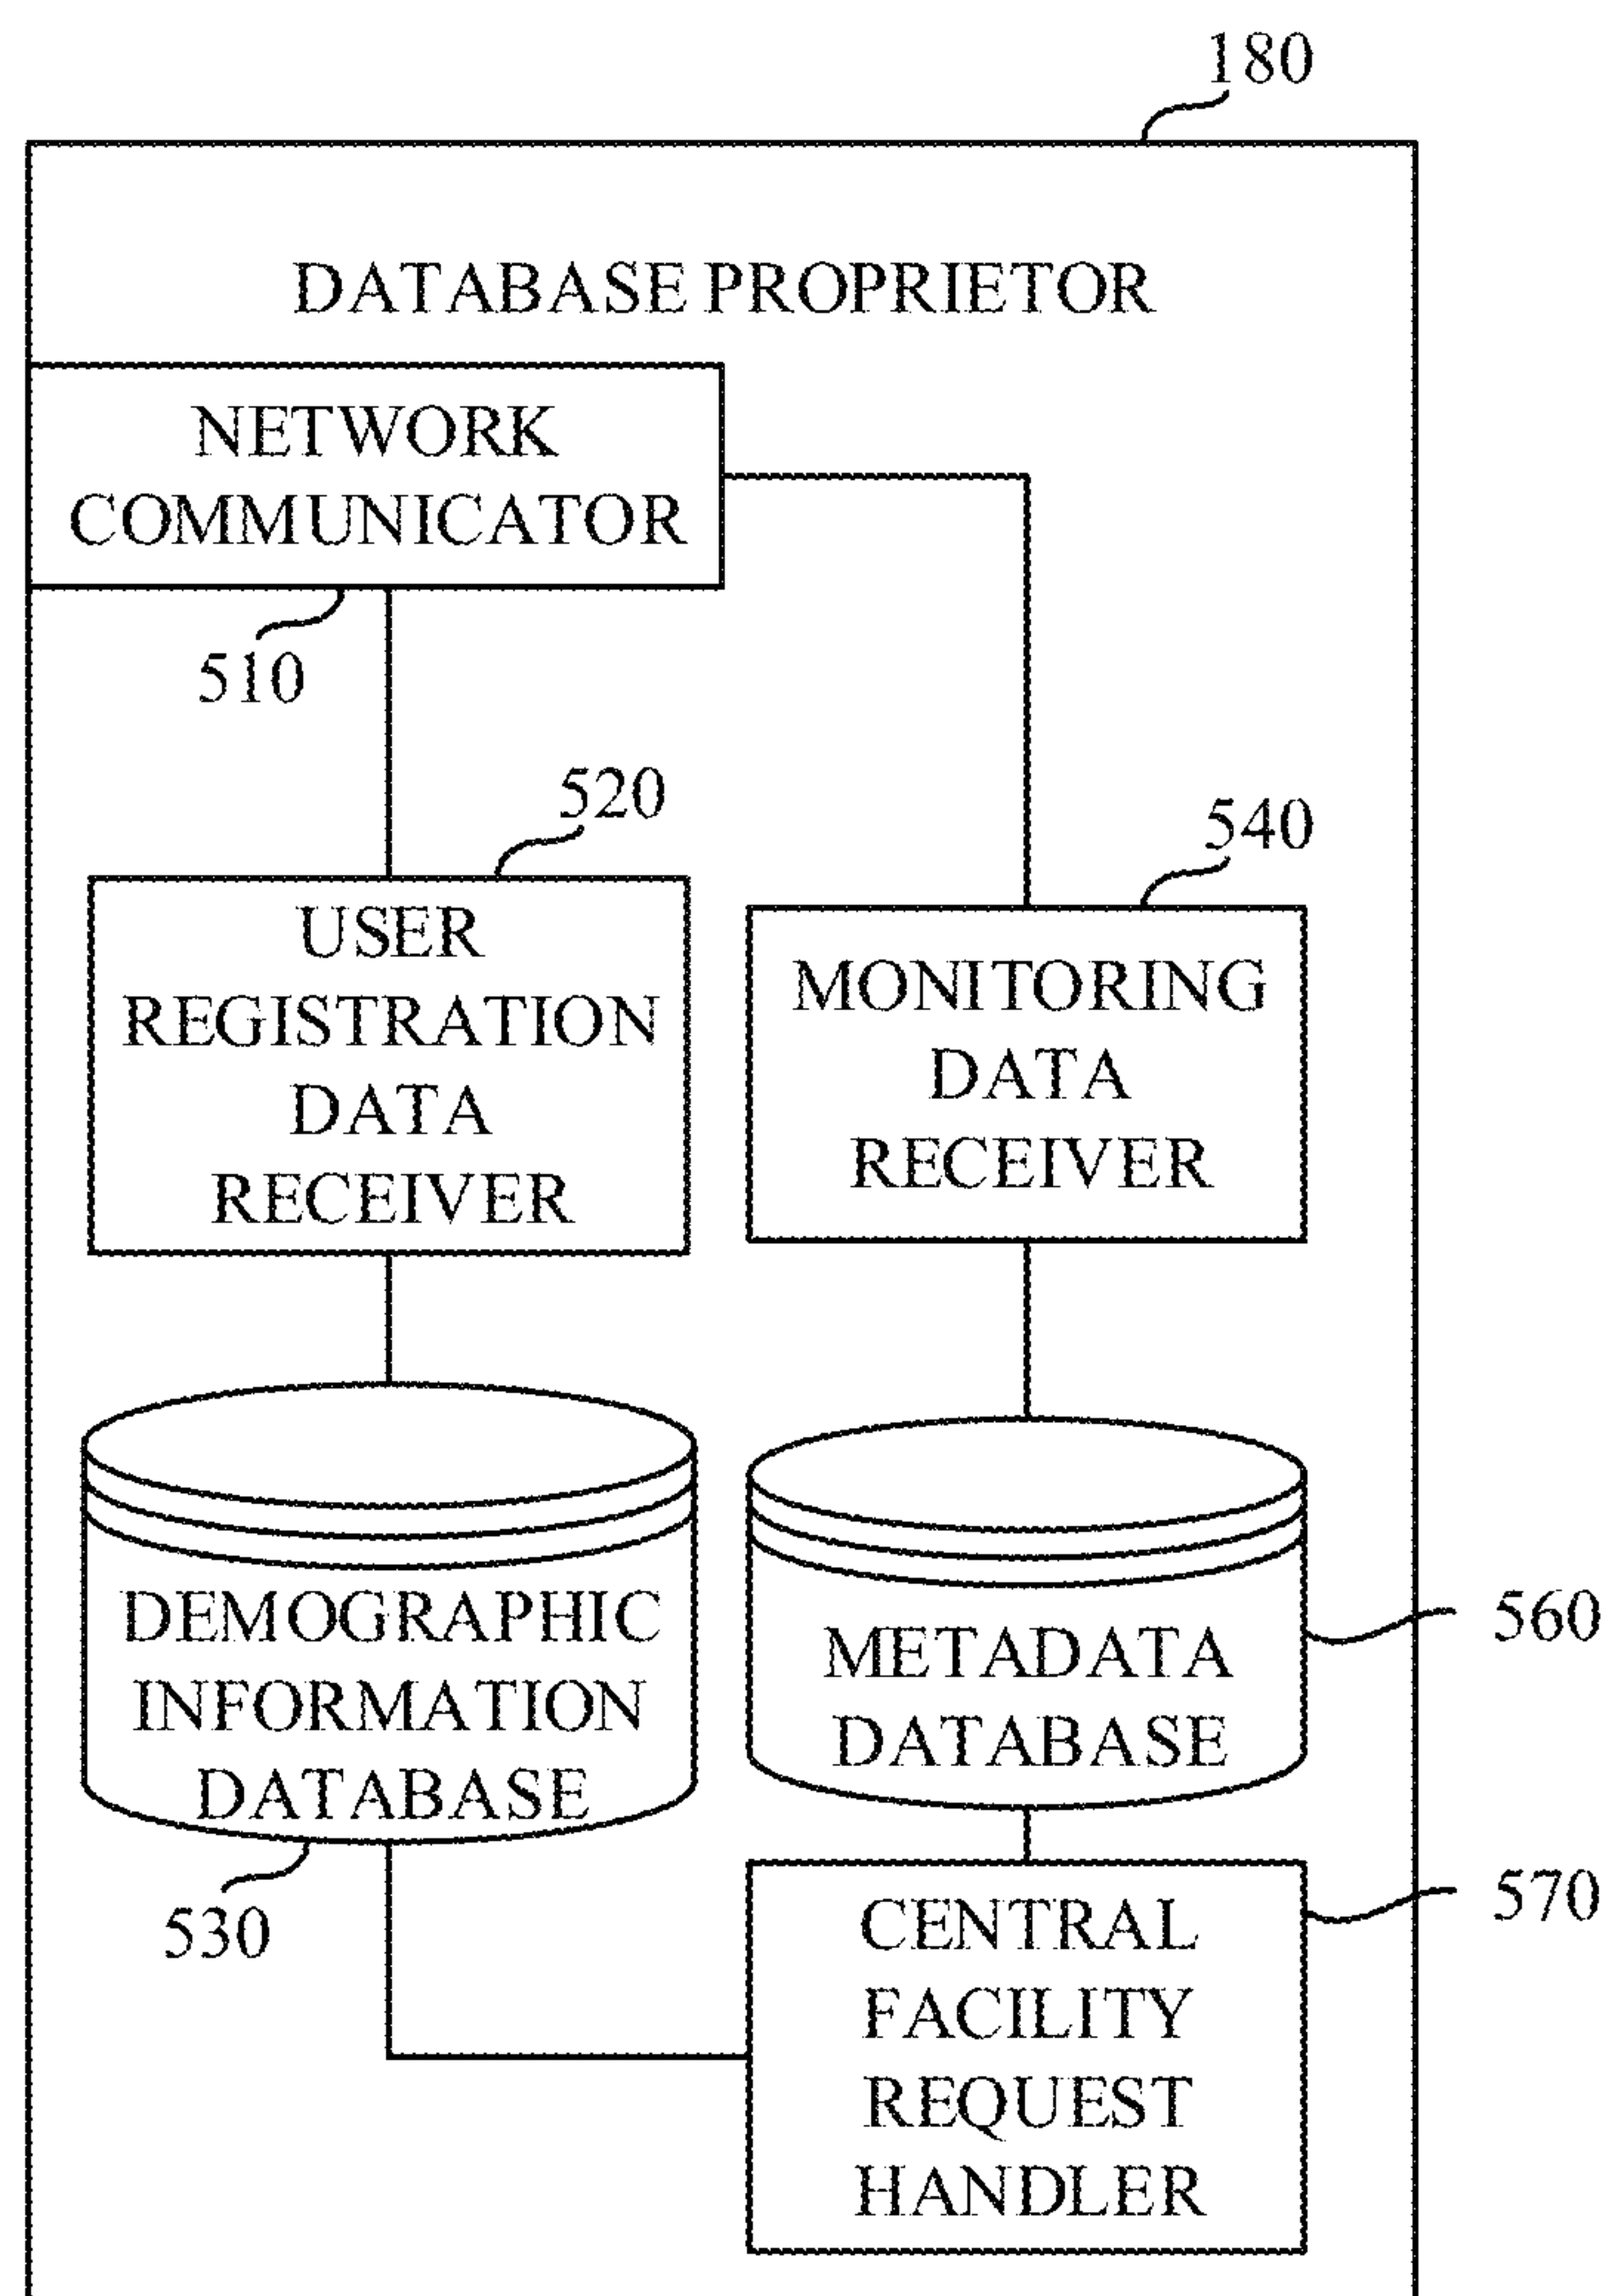 180
DATABASE PROPRIETOR
NETWORK
COMMUNICATOR
510
520
540
USER
REGISTRATION
DATA
RECEIVER
MONITORING
DATA
RECEIVER
DEMOGRAPHIC
INFORMATION
DATABASE
530
METADATA
DATABASE
560
CENTRAL
FACILITY
REQUEST
HANDLER
570